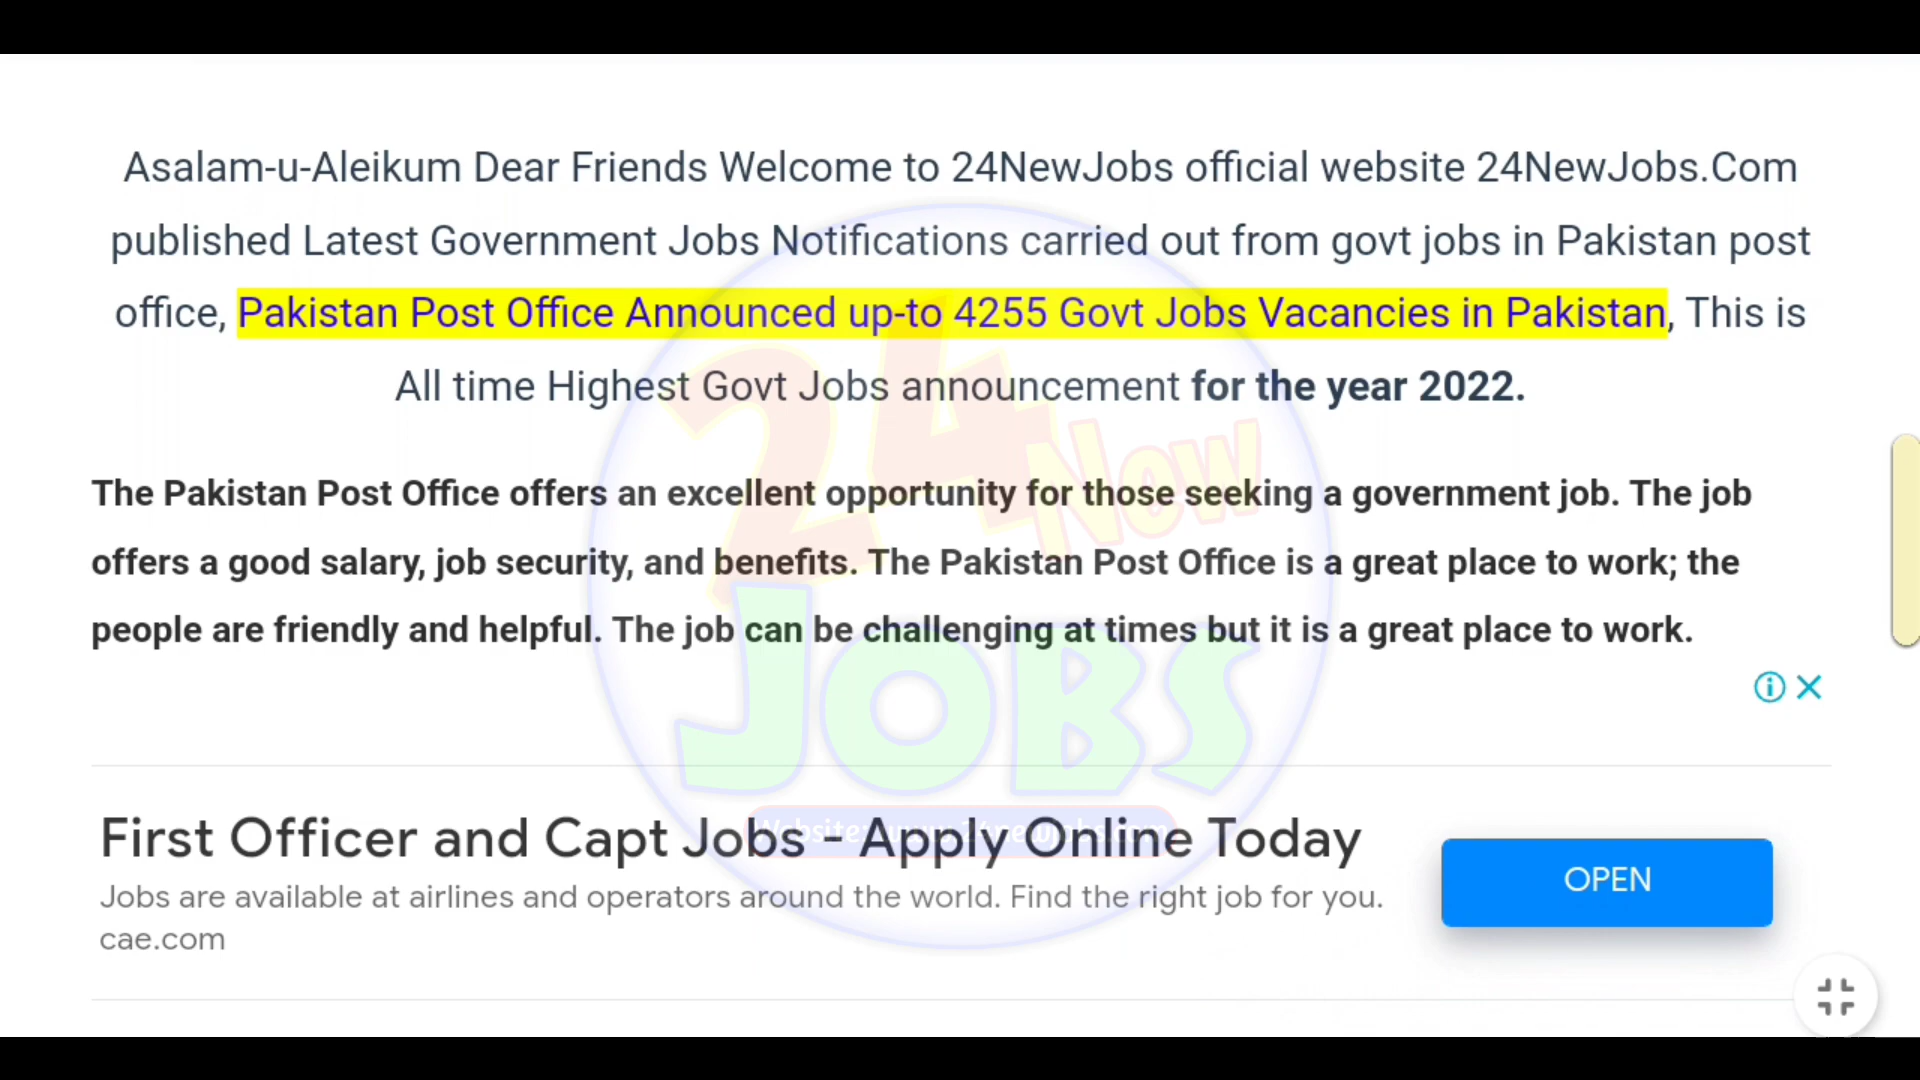 Asalam-u-Aleikum Dear Friends Welcome to 24NewJobs official website 24NewJobs.Com
published Latest Government Jobs Notifications carried out from govt jobs in Pakistan post
office, Pakistan Post Office Announced up-to 4255 Govt Jobs Vacancies in Pakistan, This is
All time Highest Govt Jobs announcement for the year 2022.
The Pakistan Post Office offers an excellent opportunity for those seeking a government job. The job
offers a good salary, job security, and benefits. The Pakistan Post Office is a great place to work; the
people are friendly and helpful. The job can be challenging at times but it is a great place to work.
24 New
JOBS
Website: www.24newjobs.com
First Officer and Capt Jobs - Apply Online Today
Jobs are available at airlines and operators around the world. Find the right job for you.
cae.com
OPEN